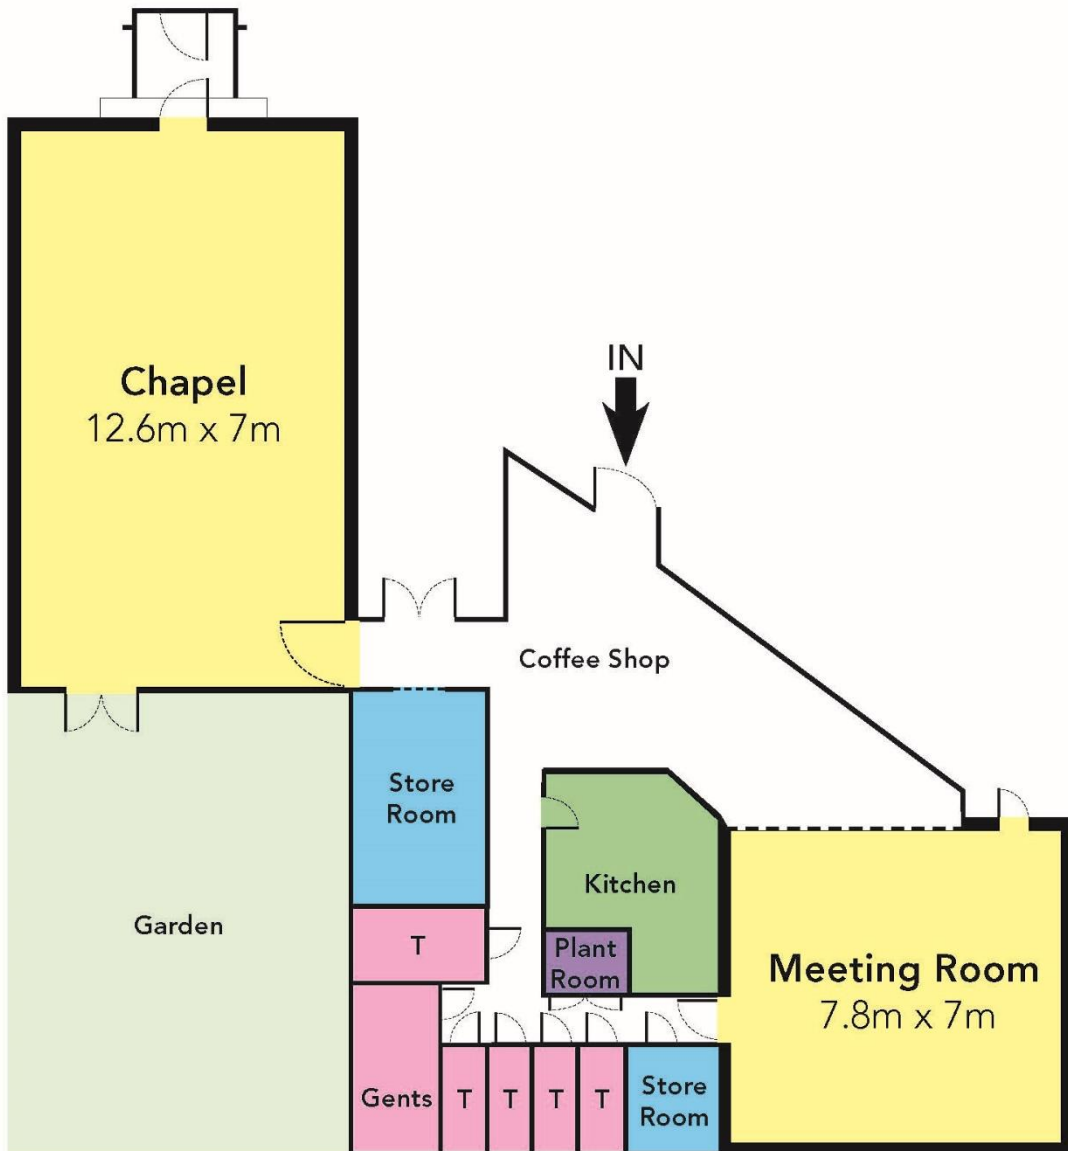 IN
Chapel
12.6m x 7m
Coffee Shop
Store
Room
Kitchen
Garden
T
Plant
Room
Meeting Room
7.8m x 7m
Gents
T
T
T
T
Store
Room